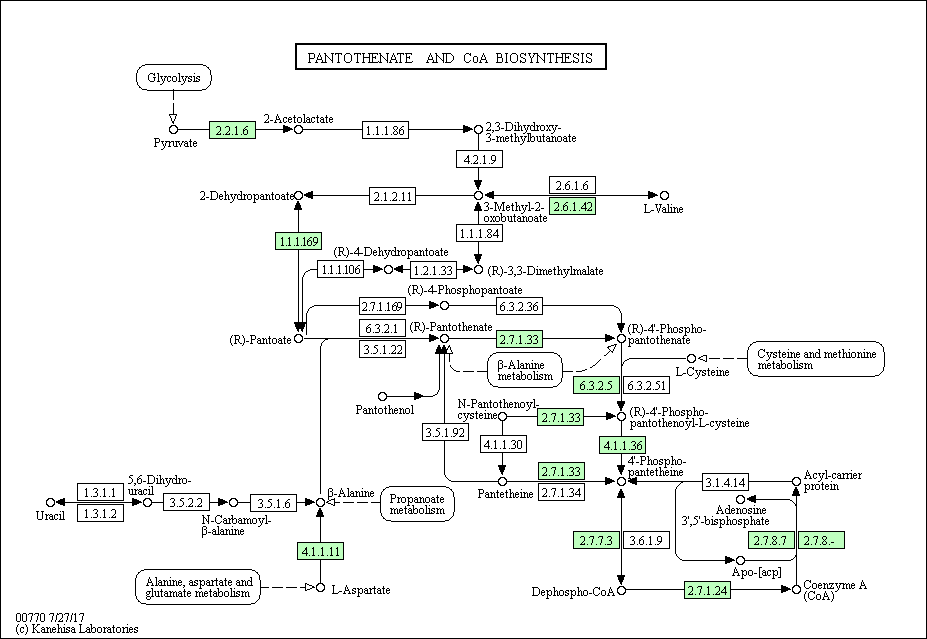 PANTOTHENATE AND CoA BIOSYNTHESIS
Glycolysis
2-Acetolactate
Pyruvate
2.2.1.6
1.1.1.86
2,3-Dihydroxy-
3-methylbutanoate
4.2.1.9
2-Dehydropantoate
2.1.2.11
2.6.1.6
2.6.1.42
L-Valine
3-Methyl-2-
oxobutanoate
1.1.1.169
1.1.1.84
(R)-4-Dehydropantoate
1.1.1.106
1.2.1.33
(R)-3,3-Dimethylmalate
(R)-4-Phosphopantoate
2.7.1.169
6.3.2.36
(R)-Pantoate
6.3.2.1
3.5.1.22
(R)-Pantothenate
2.7.1.33
(R)-4'-Phospho-
pantothenate
β-Alanine
metabolism
L-Cysteine
Cysteine and methionine
metabolism
6.3.2.5
6.3.2.51
Pantothenol
N-Pantothenoyl-
cysteine
2.7.1.33
(R)-4'-Phospho-
pantothenoyl-L-cysteine
3.5.1.92
4.1.1.30
4.1.1.36
4'-Phospho-
pantetheine
Pantetheine
2.7.1.33
2.7.1.34
3.1.4.14
Acyl-carrier
protein
Adenosine
3',5'-bisphosphate
5,6-Dihydro-
uracil
Uracil
1.3.1.1
1.3.1.2
3.5.2.2
N-Carbamoyl-
β-alanine
3.5.1.6
β-Alanine
Propanoate
metabolism
4.1.1.11
2.7.7.3
3.6.1.9
2.7.8.7
2.7.8.-
Apo-[acp]
Alanine, aspartate and
glutamate metabolism
L-Aspartate
Dephospho-CoA
2.7.1.24
Coenzyme A
(CoA)
00770 7/27/17
(c) Kanehisa Laboratories